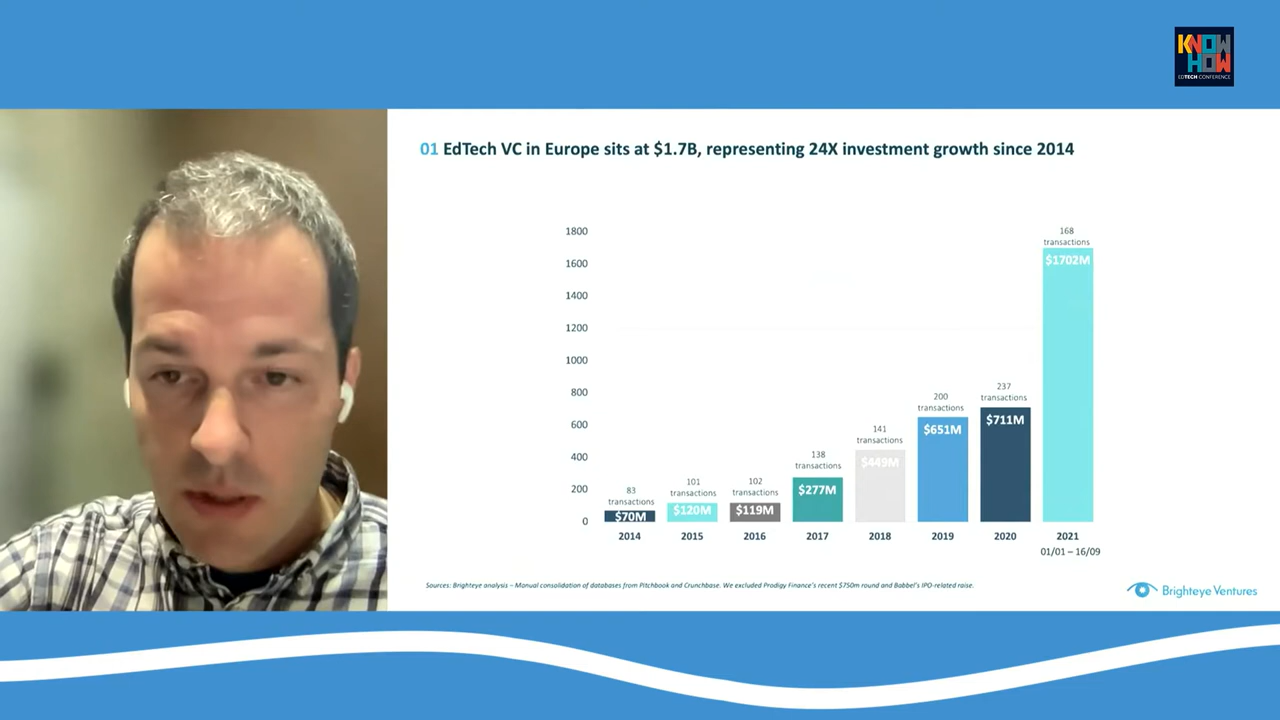 KNOW
HOW
EDTECH CONFERENCE
01 EdTech VC in Europe sits at $1.7B, representing 24X investment growth since 2014
1800
1600
1400
1200
1000
800
600
400
200
0
83
transactions
$70M
2014
101
transactions
$120M
2015
102
transactions
$119M
2016
138
transactions
$277M
2017
141
transactions
$449M
2018
200
transactions
$651M
2019
237
transactions
$711M
2020
168
transactions
$1702M
2021
01/01 – 16/09
Sources: Brighteye analysis – Manual consolidation of databases from Pitchbook and Crunchbase. We excluded Prodigy Finance's recent $750m round and Babbel's IPO-related raise.
Brighteye Ventures